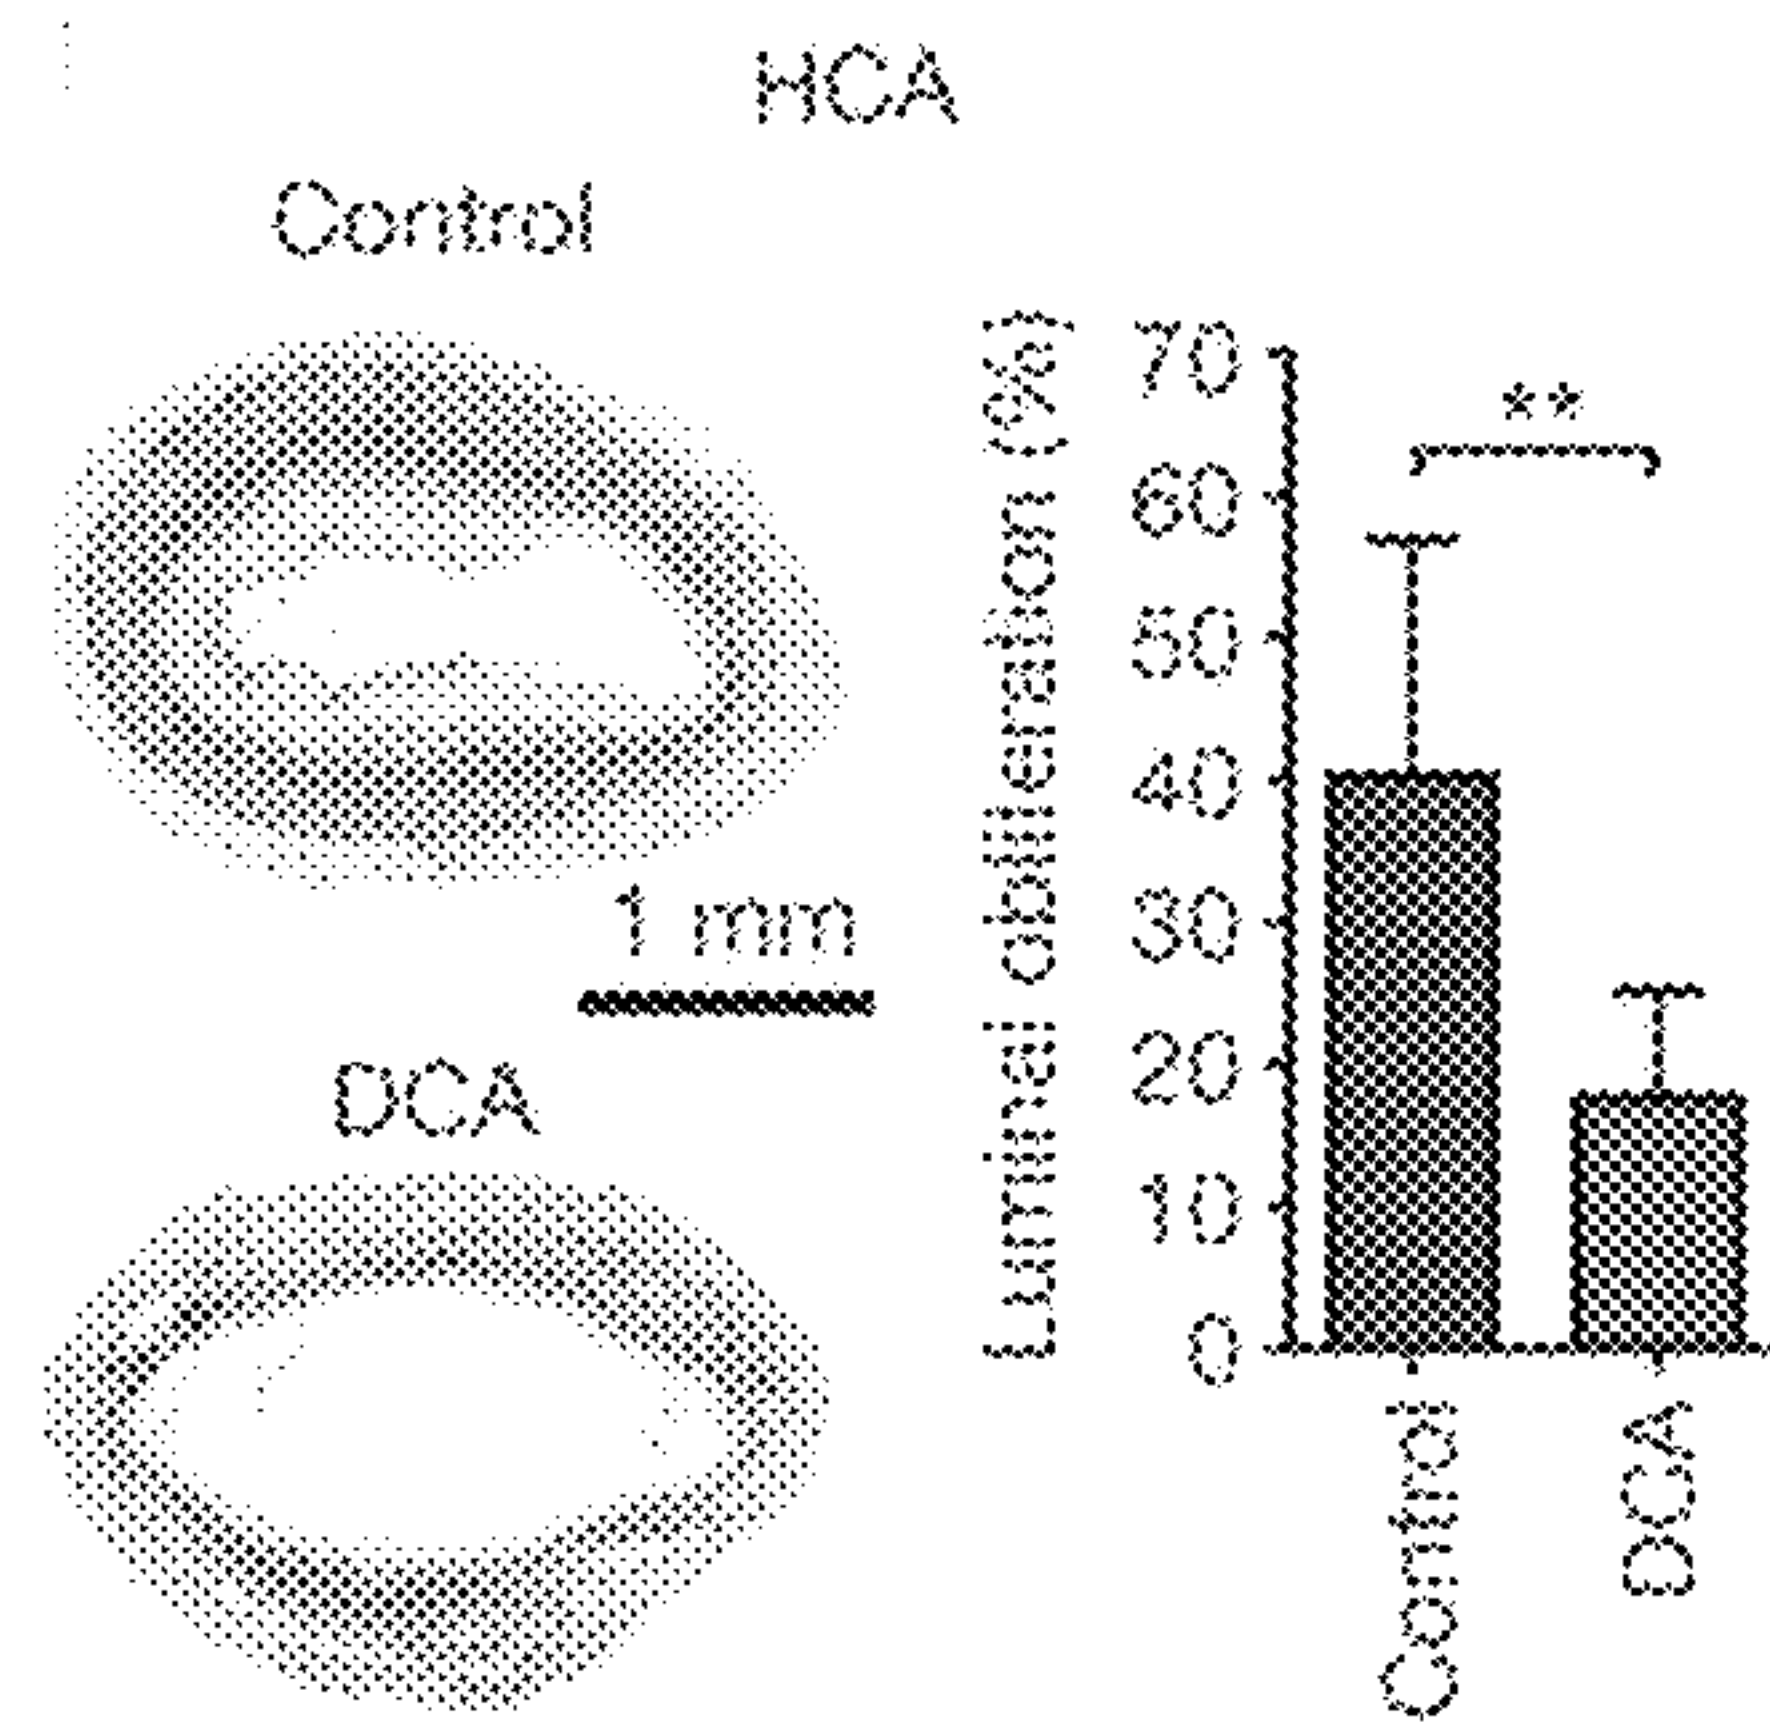 HCA
Control
1 mm
DCA
Luminal obliteration (%)
70
60
50
40
30
20
10
0
**
Control
DCA